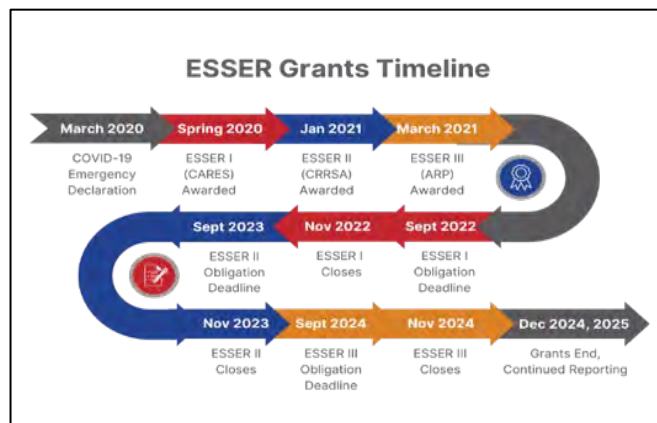 ESSER Grants Timeline
March 2020
Spring 2020
Jan 2021
March 2021
COVID-19
Emergency
Declaration
ESSER I
(CARES)
Awarded
ESSER II
(CRRSA)
Awarded
ESSER III
(ARP)
Awarded
Sept 2023
Nov 2022
Sept 2022
ESSER II
Obligation
Deadline
ESSER I
Closes
ESSER I
Obligation
Deadline
Nov 2023
Sept 2024
Nov 2024
Dec 2024, 2025
ESSER II
Closes
ESSER III
Obligation
Deadline
ESSER III
Closes
Grants End,
Continued Reporting